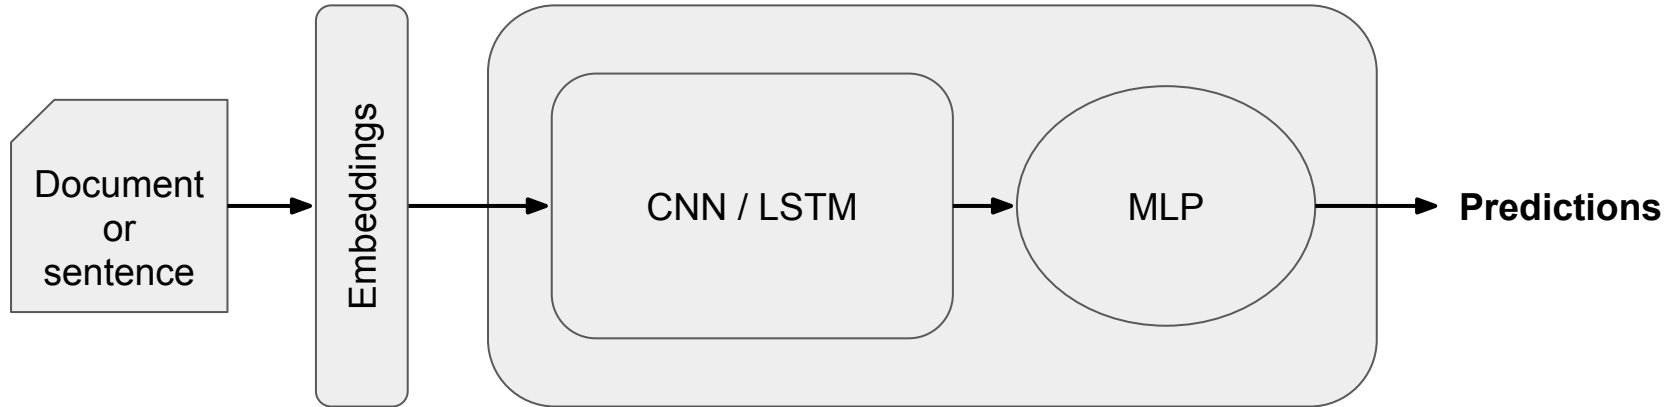 Document
or
sentence
Embeddings
CNN / LSTM
MLP
Predictions